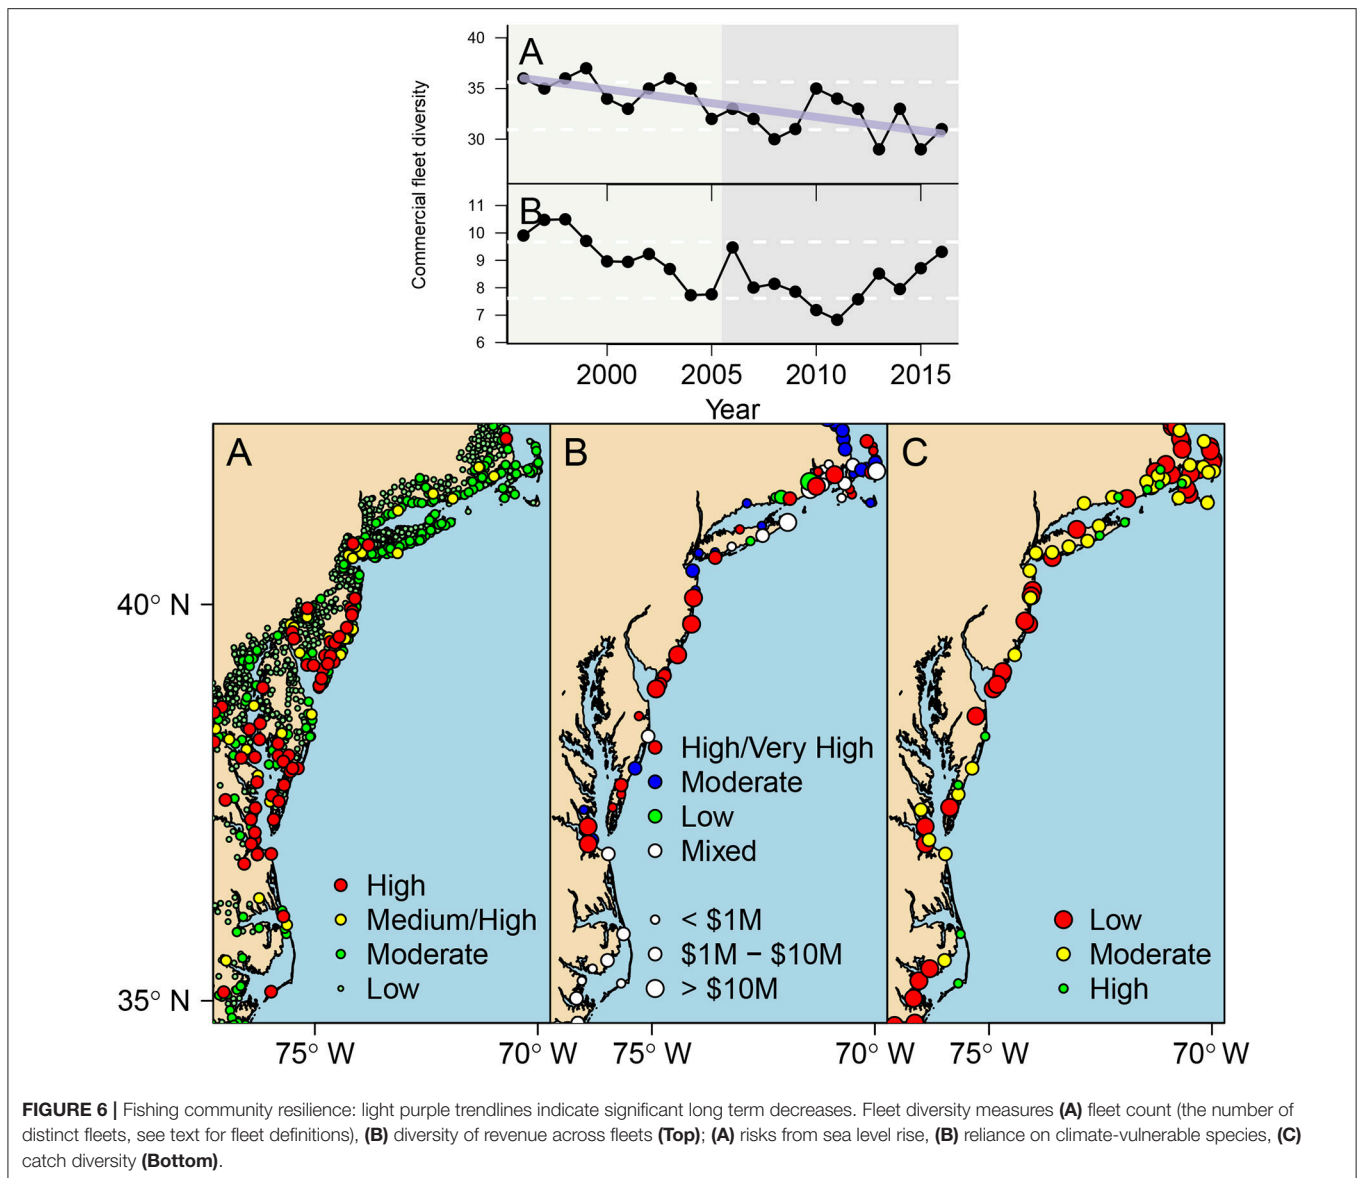 A
40
35
30
Commercial fleet diversity
B
11
10
9
8
7
6
2000 2005 2010 2015
Year
A B C
40° N
35° N
High
Medium/High
Moderate
Low
High/Very High
Moderate
Low
Mixed
< $1M
$1M – $10M
> $10M
Low
Moderate
High
75° W 70° W 75° W 70° W 75° W 70° W
FIGURE 6 | Fishing community resilience: light purple trendlines indicate significant long term decreases. Fleet diversity measures (A) fleet count (the number of
distinct fleets, see text for fleet definitions), (B) diversity of revenue across fleets (Top); (A) risks from sea level rise, (B) reliance on climate-vulnerable species, (C)
catch diversity (Bottom).